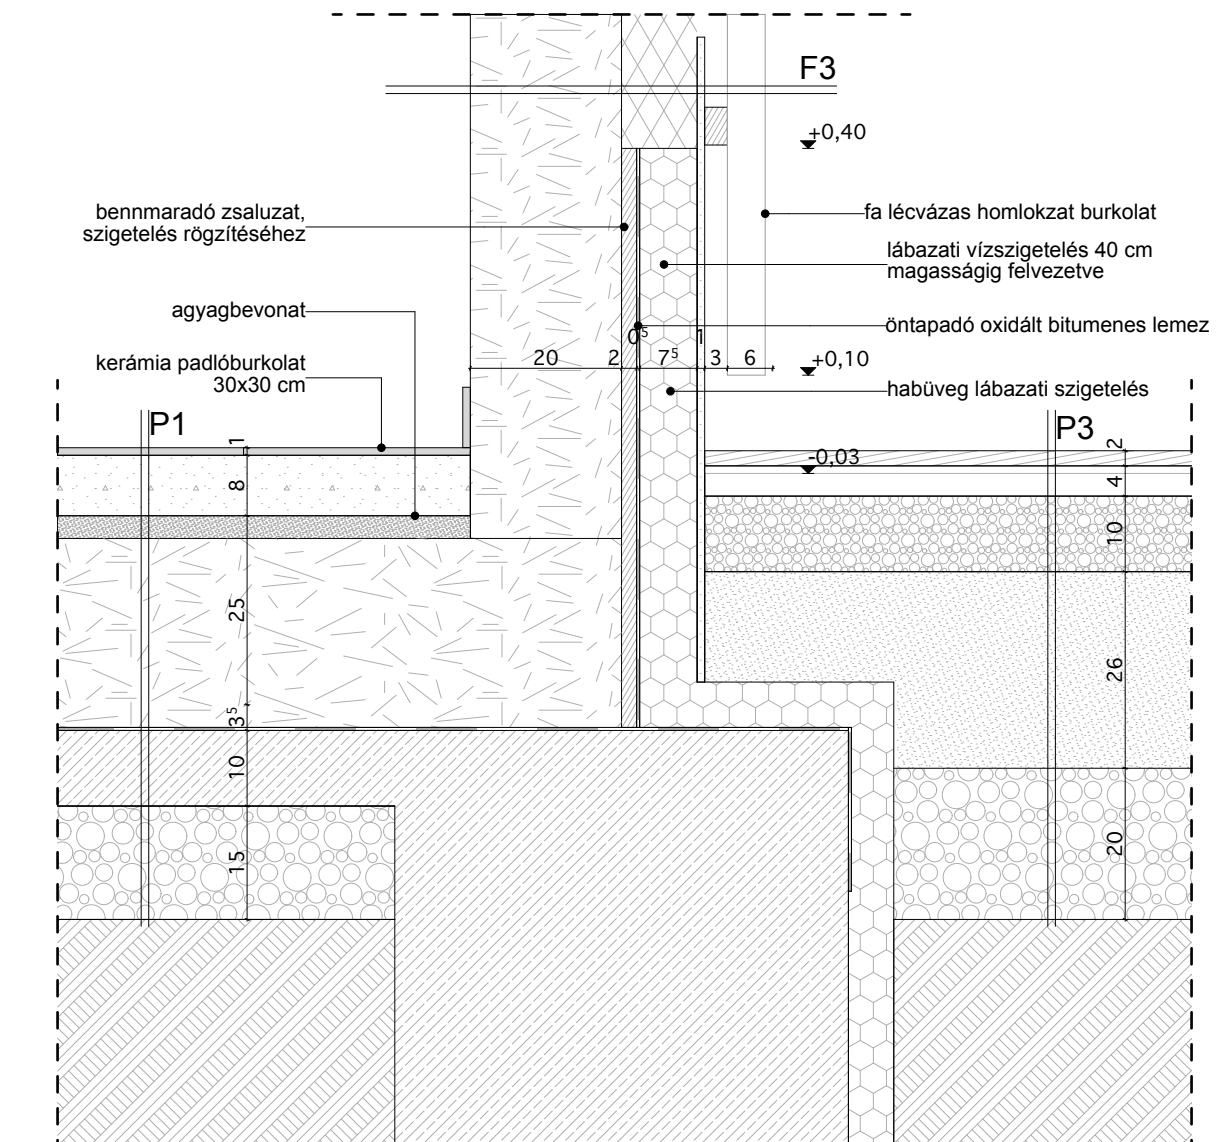 F3
+0,40
bennmaradó zsaluzat,
szigetelés rögzítéséhez
fa lécvázas homlokzat burkolat
lábazati vízszigetelés 40 cm
magasságig felvezetve
agyagbevonat
öntapadó oxidált bitumenes lemez
kerámia padlóburkolat
30x30 cm
20 2 0⁵ 7⁵ 1 3 6
+0,10
habüveg lábazati szigetelés
P1
P3
-0,03
1
8
25
3⁵
10
15
2
4
10
26
20